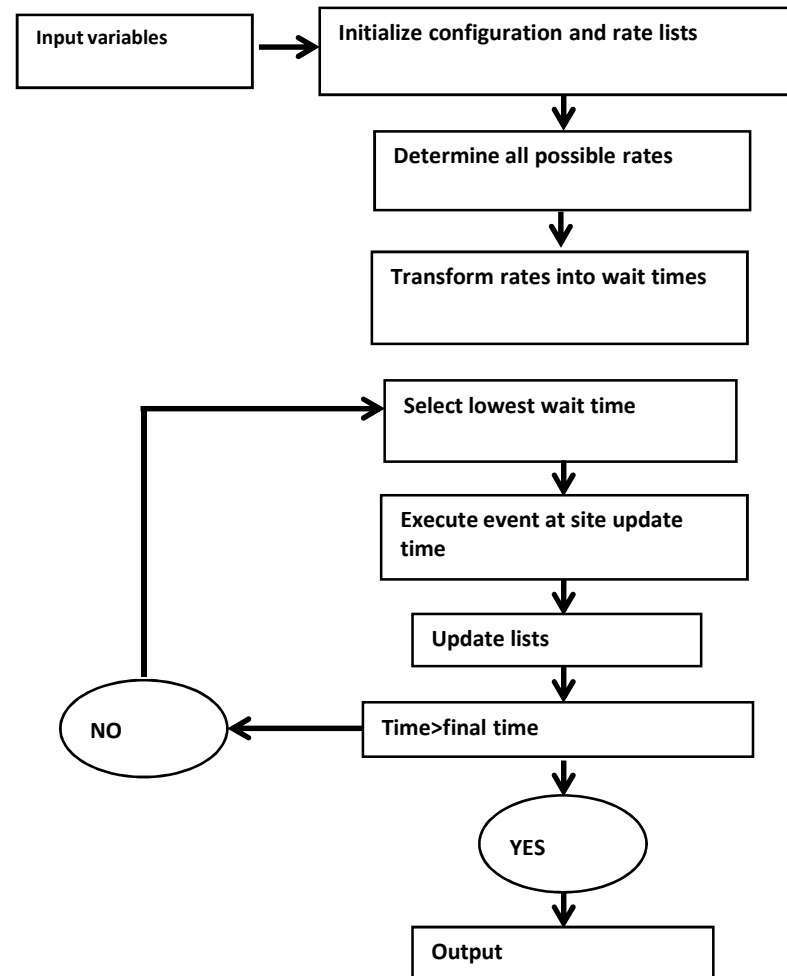 Input variables
Initialize configuration and rate lists
Determine all possible rates
Transform rates into wait times
Select lowest wait time
Execute event at site update
time
Update lists
Time>final time
NO
YES
Output